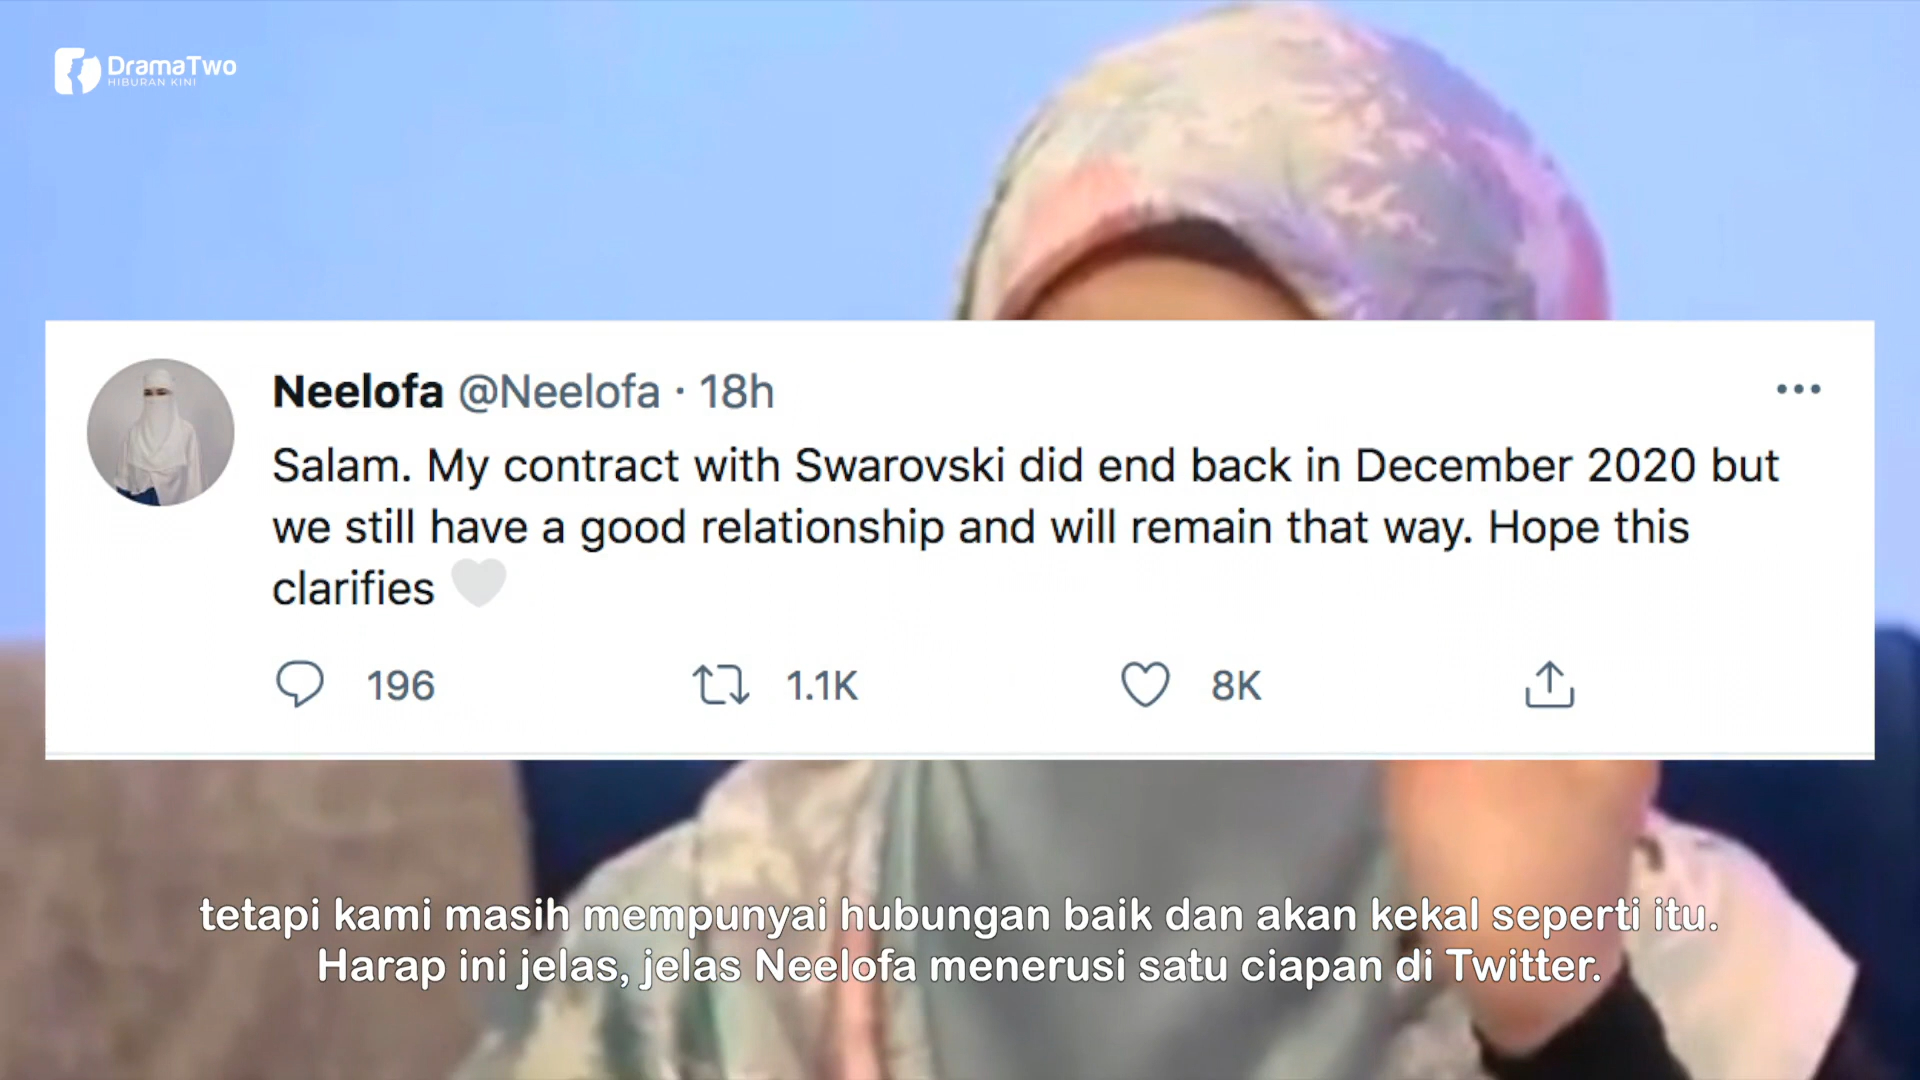 DramaTwo
HIBURAN KINI
Neelofa @Neelofa · 18h
Salam. My contract with Swarovski did end back in December 2020 but
we still have a good relationship and will remain that way. Hope this
clarifies 🤍
196 1.1K 8K
tetapi kami masih mempunyai hubungan baik dan akan kekal seperti itu.
Harap ini jelas, jelas Neelofa menerusi satu ciapan di Twitter.